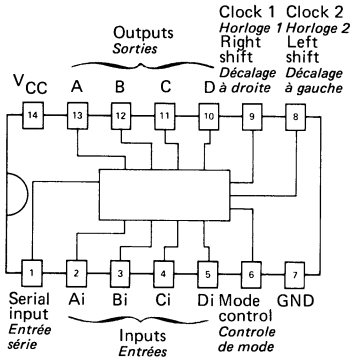 Clock 1 Clock 2
Outputs Horloge 1 Horloge 2
Sorties Right Left
shift shift
Décalage Décalage
VCC A B C D à droite à gauche
14 13 12 11 10 9 8
1 2 3 4 5 6 7
Serial Ai Bi Ci Di Mode GND
input control
Entrée Inputs Controle
série Entrées de mode